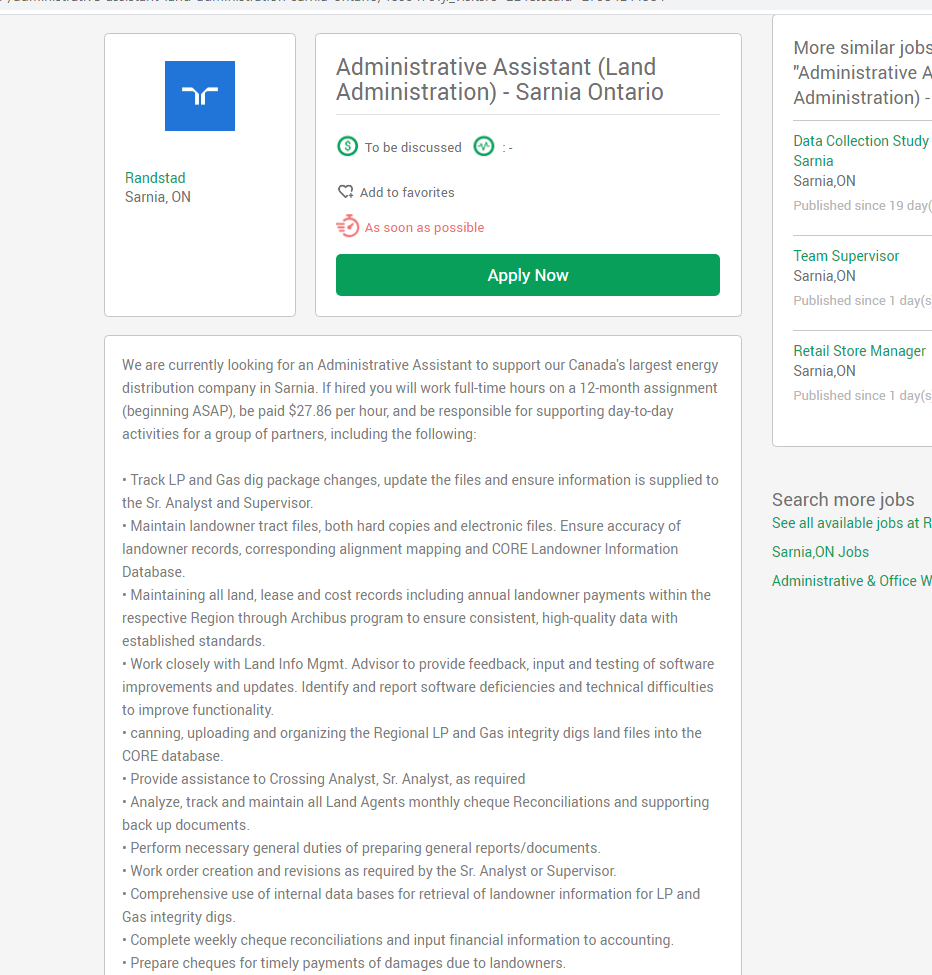 Randstad
Sarnia, ON
Administrative Assistant (Land
Administration) - Sarnia Ontario
To be discussed : -
Add to favorites
As soon as possible
Apply Now
We are currently looking for an Administrative Assistant to support our Canada's largest energy
distribution company in Sarnia. If hired you will work full-time hours on a 12-month assignment
(beginning ASAP), be paid $27.86 per hour, and be responsible for supporting day-to-day
activities for a group of partners, including the following:
• Track LP and Gas dig package changes, update the files and ensure information is supplied to
the Sr. Analyst and Supervisor.
• Maintain landowner tract files, both hard copies and electronic files. Ensure accuracy of
landowner records, corresponding alignment mapping and CORE Landowner Information
Database.
• Maintaining all land, lease and cost records including annual landowner payments within the
respective Region through Archibus program to ensure consistent, high-quality data with
established standards.
• Work closely with Land Info Mgmt. Advisor to provide feedback, input and testing of software
improvements and updates. Identify and report software deficiencies and technical difficulties
to improve functionality.
• canning, uploading and organizing the Regional LP and Gas integrity digs land files into the
CORE database.
• Provide assistance to Crossing Analyst, Sr. Analyst, as required
• Analyze, track and maintain all Land Agents monthly cheque Reconciliations and supporting
back up documents.
• Perform necessary general duties of preparing general reports/documents.
• Work order creation and revisions as required by the Sr. Analyst or Supervisor.
• Comprehensive use of internal data bases for retrieval of landowner information for LP and
Gas integrity digs.
• Complete weekly cheque reconciliations and input financial information to accounting.
• Prepare cheques for timely payments of damages due to landowners.
More similar jobs
"Administrative A
Administration) -
Data Collection Study
Sarnia
Sarnia,ON
Published since 19 day(
Team Supervisor
Sarnia,ON
Published since 1 day(s
Retail Store Manager
Sarnia,ON
Published since 1 day(s
Search more jobs
See all available jobs at R
Sarnia,ON Jobs
Administrative & Office W